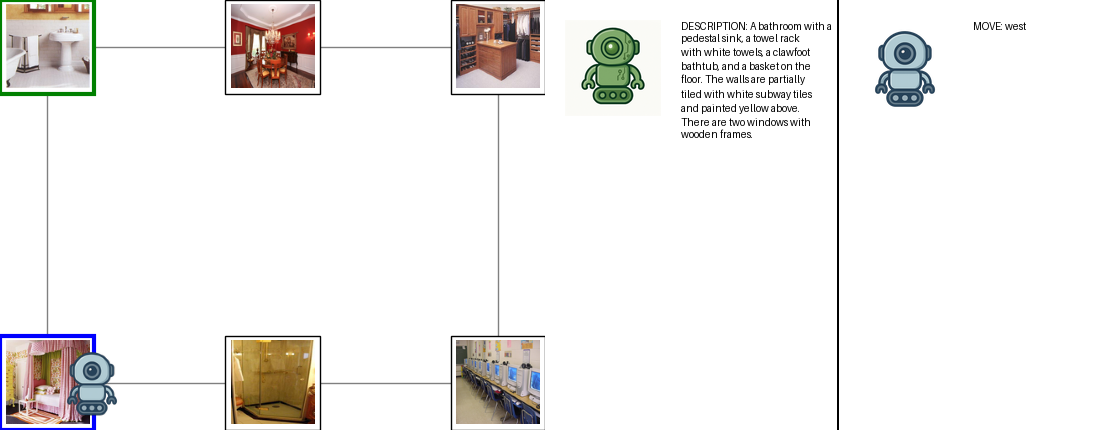 DESCRIPTION: A bathroom with a
pedestal sink, a towel rack
with white towels, a clawfoot
bathtub, and a basket on the
floor. The walls are partially
tiled with white subway tiles
and painted yellow above.
There are two windows with
wooden frames.
MOVE: west